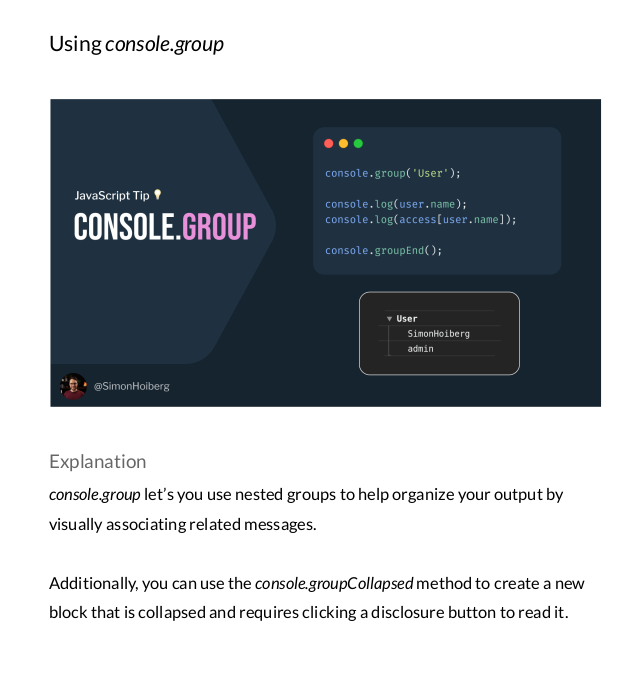 Using console.group
JavaScript Tip 💡
CONSOLE.GROUP
console.group('User');
console.log(user.name);
console.log(access[user.name]);
console.groupEnd();
▼ User
SimonHoiberg
admin
@SimonHoiberg
Explanation
console.group let’s you use nested groups to help organize your output by
visually associating related messages.
Additionally, you can use the console.groupCollapsed method to create a new
block that is collapsed and requires clicking a disclosure button to read it.